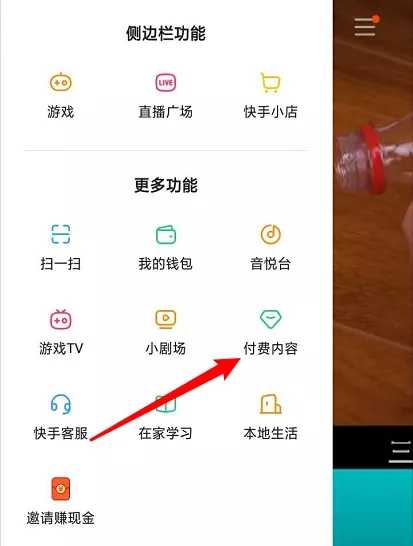 侧边栏功能
LIVE
游戏
直播广场
快手小店
更多功能
扫一扫
我的钱包
音悦台
游戏TV
小剧场
付费内容
快手客服
在家学习
本地生活
邀请赚现金
三